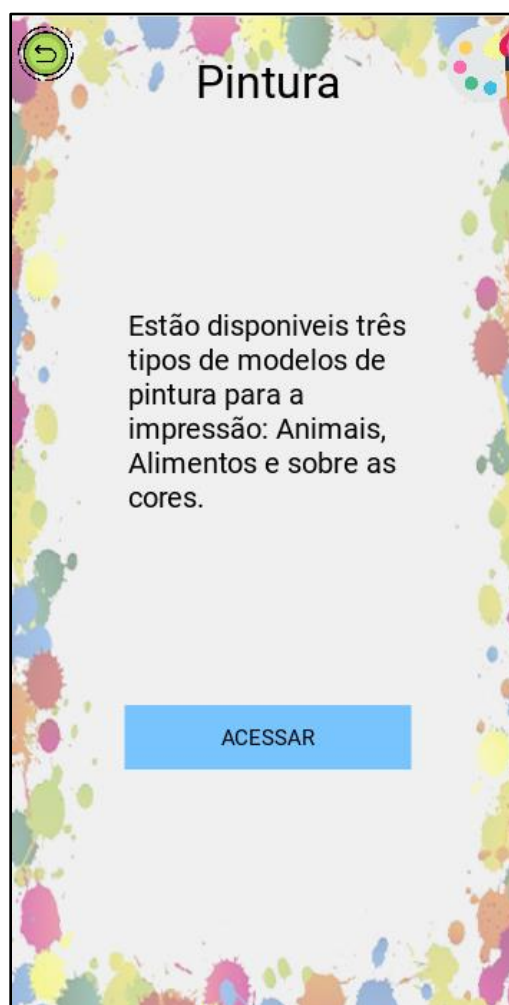 Pintura
Estão disponiveis três
tipos de modelos de
pintura para a
impressão: Animais,
Alimentos e sobre as
cores.
ACESSAR